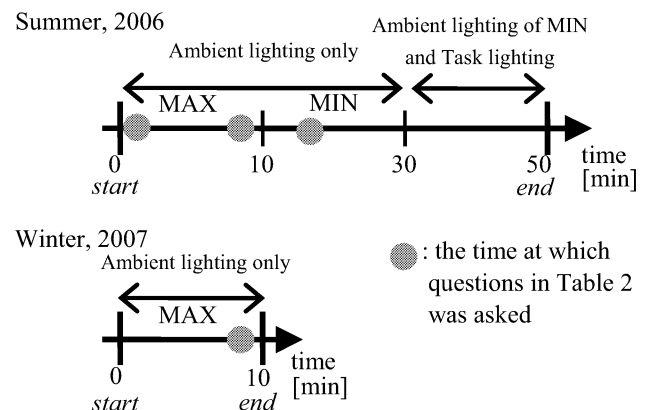 Summer, 2006
Ambient lighting only
Ambient lighting of MIN
and Task lighting
MAX
MIN
0
10
30
50
time
[min]
start
end
Winter, 2007
Ambient lighting only
MAX
0
10
time
[min]
start
end
: the time at which
questions in Table 2
was asked